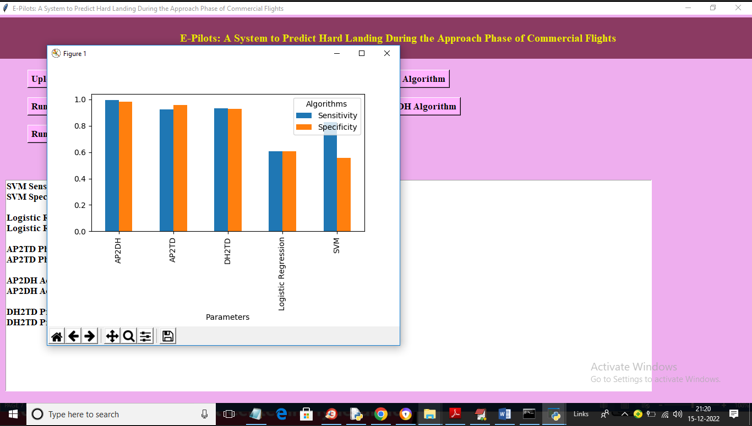 E-Pilots: A System to Predict Hard Landing During the Approach Phase of Commercial Flights
E-Pilots: A System to Predict Hard Landing During the Approach Phase of Commercial Flights
Figure 1
Upl
Algorithm
Run
DH Algorithm
Run
Algorithms
Sensitivity
Specificity
1.0
0.8
0.6
0.4
0.2
0.0
AP2DH
AP2TD
DH2TD
Logistic Regression
SVM
Parameters
SVM Sens
SVM Spec
Logistic R
Logistic R
AP2TD Ph
AP2TD Ph
AP2DH A
AP2DH A
DH2TD P
DH2TD P
Activate Windows
Go to Settings to activate Windows.
Type here to search
Links
21:20
15-12-2022